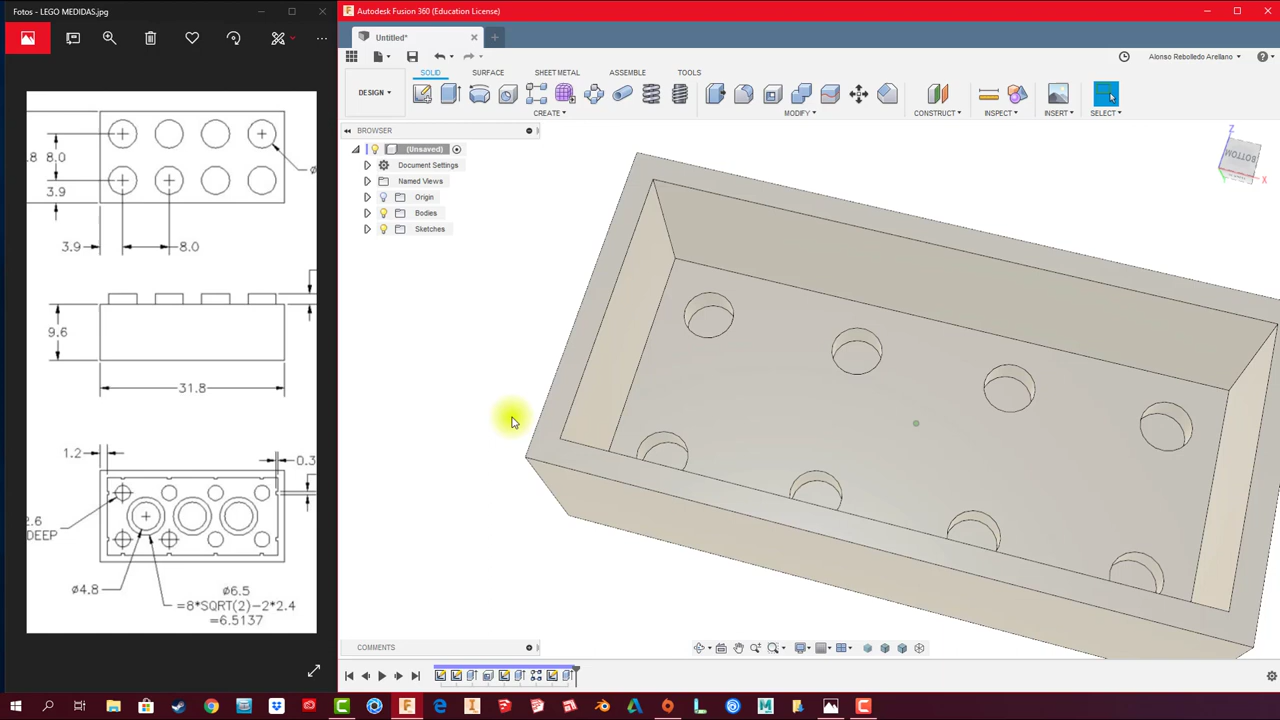 Fotos - LEGO MEDIDAS.jpg
Autodesk Fusion 360 (Education License)
Untitled*
Alonso Rebolledo Arellano
SOLID
SURFACE
SHEET METAL
ASSEMBLE
TOOLS
DESIGN
CREATE
MODIFY
CONSTRUCT
INSPECT
INSERT
SELECT
BROWSER
(Unsaved)
Document Settings
Named Views
Origin
Bodies
Sketches
Z
BOTTOM
X
.8
8.0
3.9
ø
3.9
8.0
9.6
31.8
1.2
0.3
2.6
DEEP
ø4.8
ø6.5
=8*SQRT(2)-2*2.4
=6.5137
COMMENTS